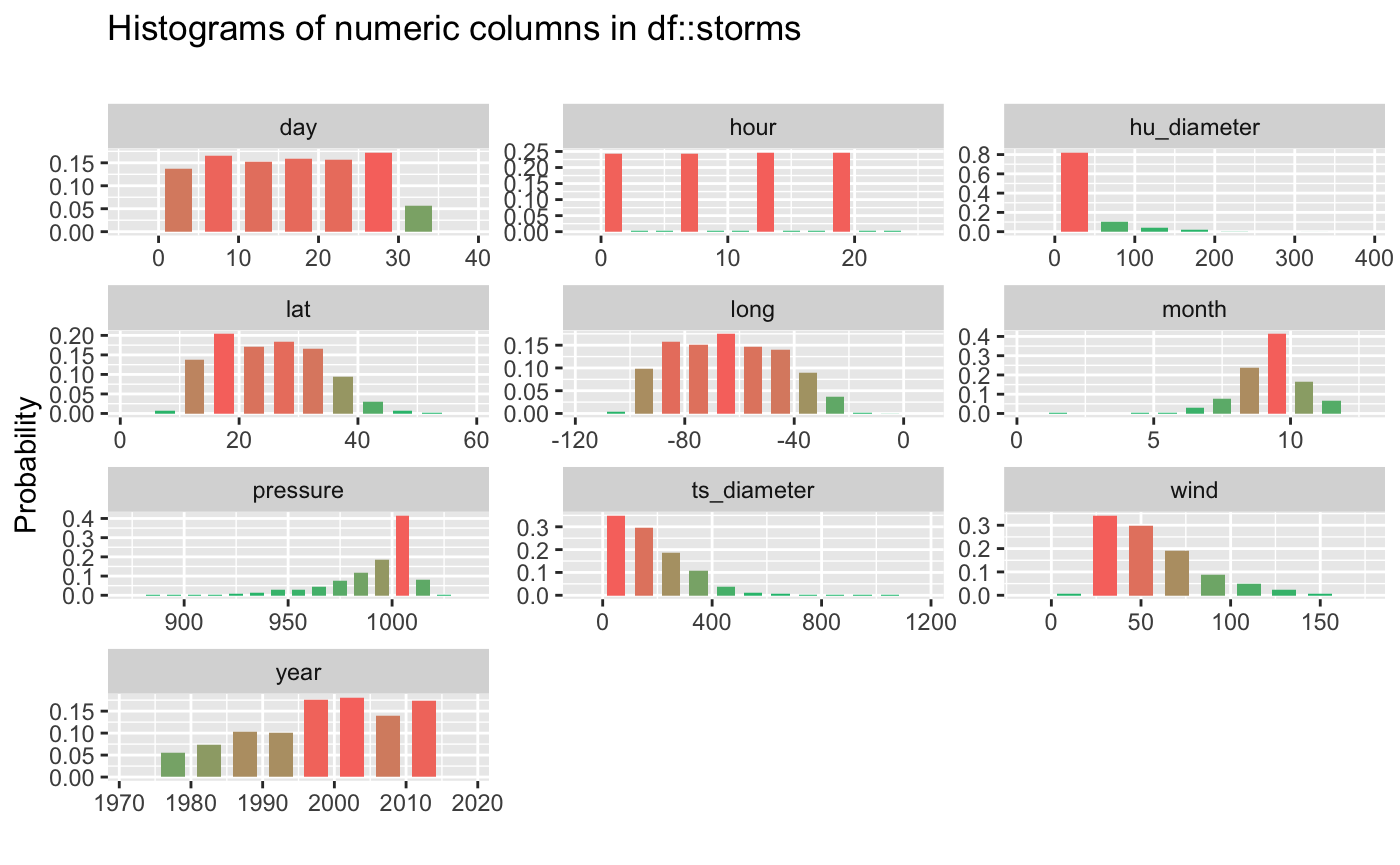 Histograms of numeric columns in df::storms
day hour hu_diameter
0.15 0.10 0.05 0.00
0 10 20 30 40
0.25 0.20 0.15 0.10 0.05 0.00
0 10 20
0.8 0.6 0.4 0.2 0.0
0 100 200 300 400
lat long month
0.20 0.15 0.10 0.05 0.00
0 20 40 60
0.15 0.10 0.05 0.00
-120 -80 -40 0
0.4 0.3 0.2 0.1 0.0
0 5 10
Probability
pressure ts_diameter wind
0.4 0.3 0.2 0.1 0.0
900 950 1000
0.3 0.2 0.1 0.0
0 400 800 1200
0.3 0.2 0.1 0.0
0 50 100 150
year
0.15 0.10 0.05 0.00
1970 1980 1990 2000 2010 2020